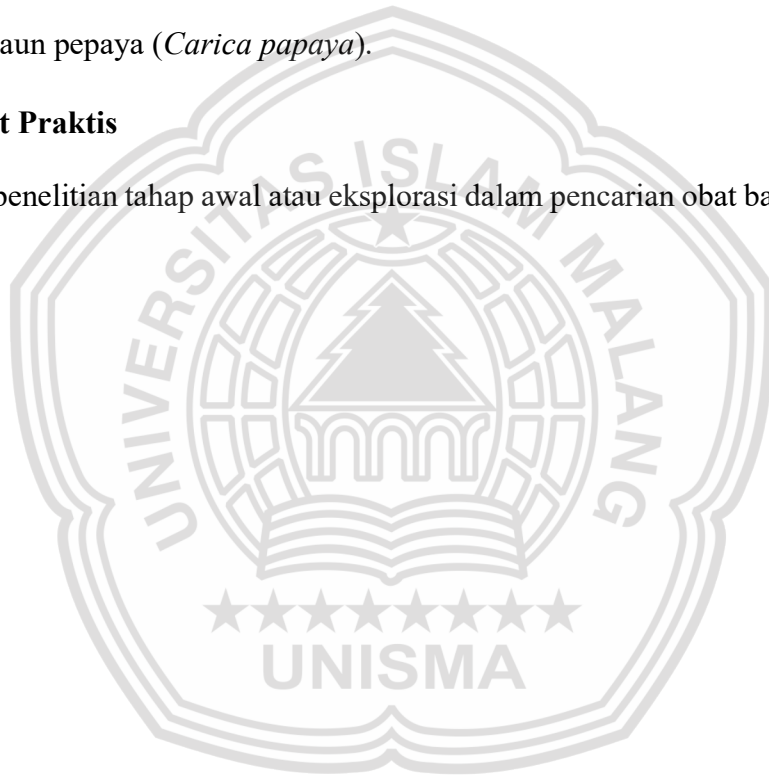 aun pepaya (Carica papaya).
t Praktis
penelitian tahap awal atau eksplorasi dalam pencarian obat ba
UNIVERSITAS ISLAM MALANG
UNISMA